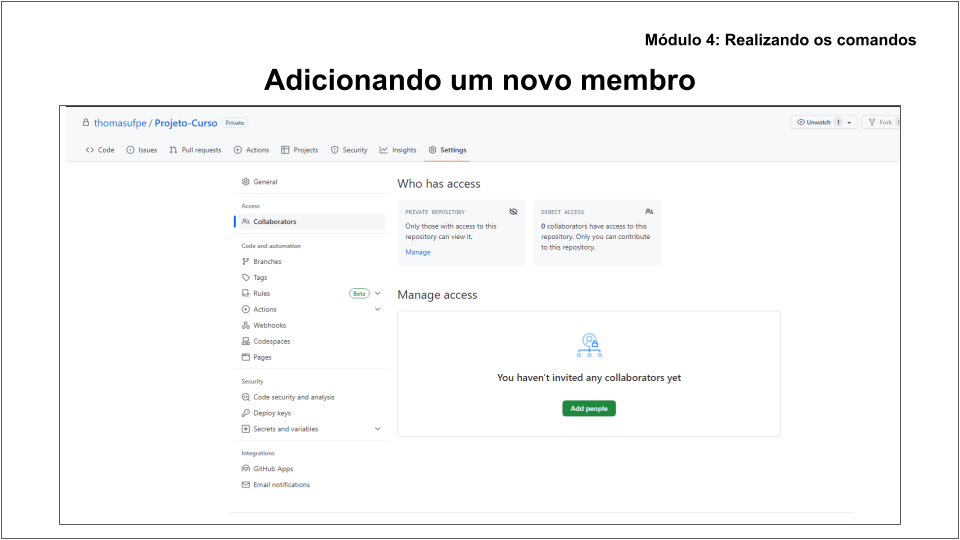 Módulo 4: Realizando os comandos
Adicionando um novo membro
thomasufpe / Projeto-Curso Private
Unwatch 1
Fork
Code Issues Pull requests Actions Projects Security Insights Settings
General
Access
Collaborators
Code and automation
Branches
Tags
Rules Beta
Actions
Webhooks
Codespaces
Pages
Security
Code security and analysis
Deploy keys
Secrets and variables
Integrations
GitHub Apps
Email notifications
Who has access
PRIVATE REPOSITORY
Only those with access to this
repository can view it.
Manage
DIRECT ACCESS
0 collaborators have access to this
repository. Only you can contribute
to this repository.
Manage access
You haven't invited any collaborators yet
Add people